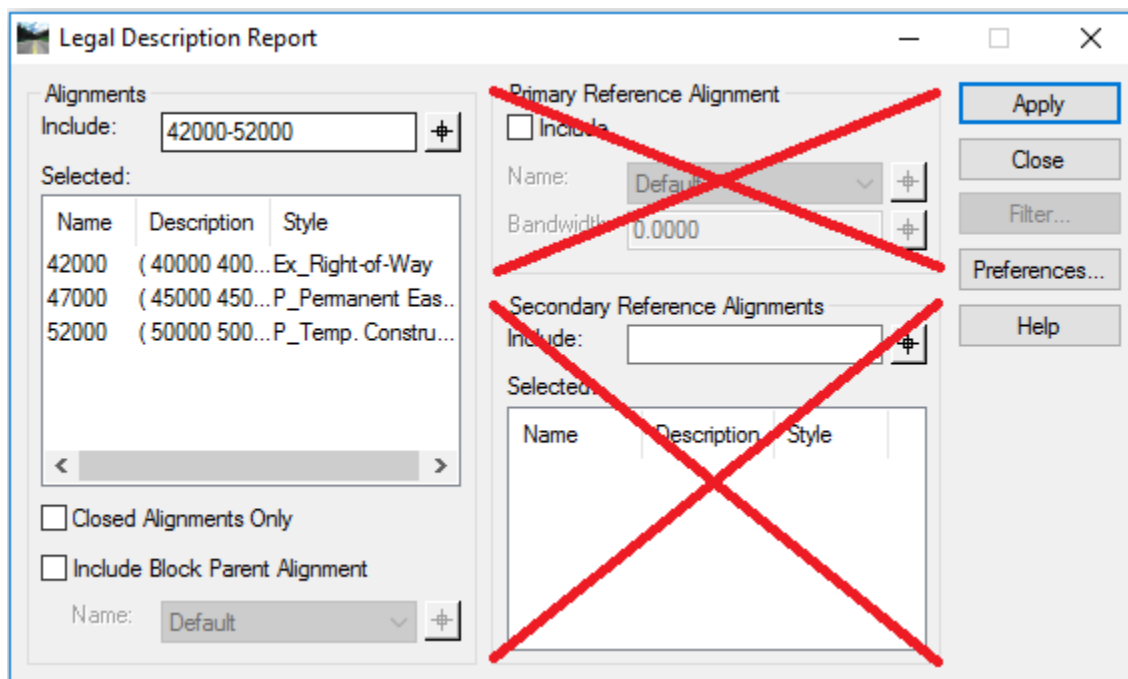 Legal Description Report
Alignments
Include: 42000-52000
Selected:
Name Description Style
42000 ( 40000 400... Ex_Right-of-Way
47000 ( 45000 450... P_Permanent Eas...
52000 ( 50000 500... P_Temp. Constru...
Closed Alignments Only
Include Block Parent Alignment
Name: Default
Primary Reference Alignment
Include
Name: Default
Bandwidth: 0.0000
Secondary Reference Alignments
Include:
Selected:
Name Description Style
Apply
Close
Filter...
Preferences...
Help